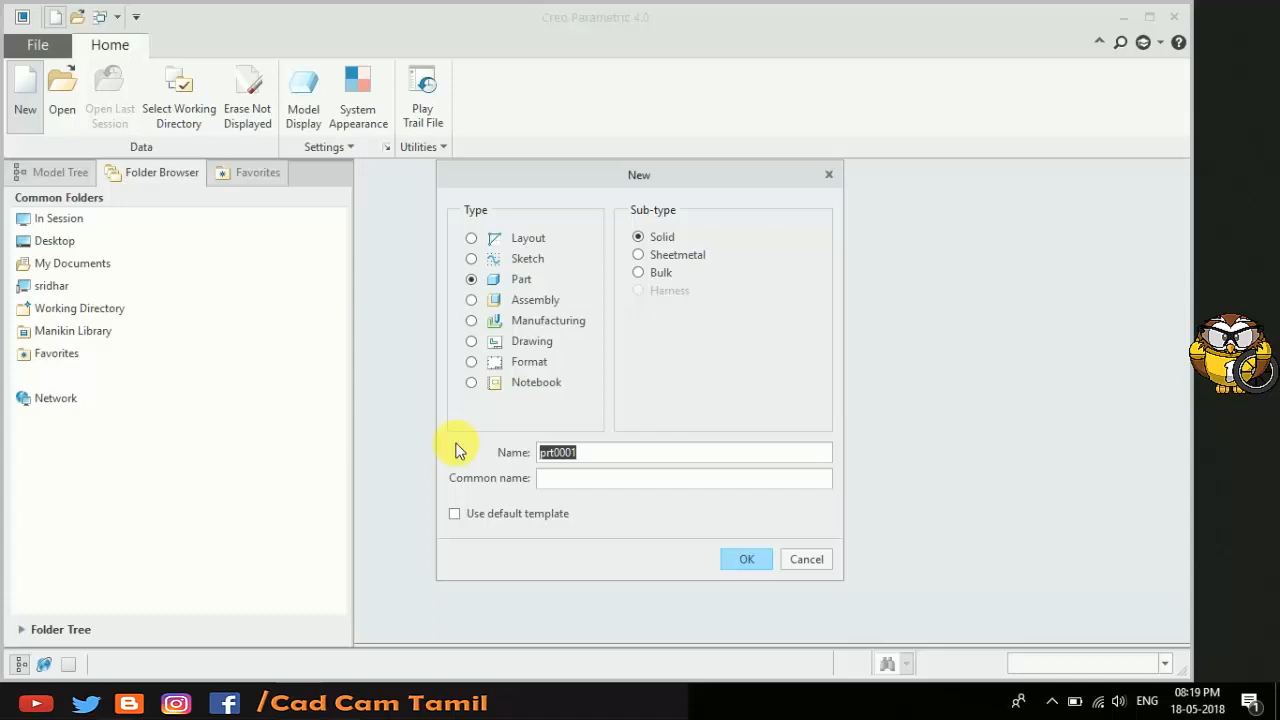 Creo Parametric 4.0
File
Home
New
Open
Open Last
Session
Select Working
Directory
Erase Not
Displayed
Model
Display
System
Appearance
Play
Trail File
Data
Settings
Utilities
Model Tree
Folder Browser
Favorites
Common Folders
In Session
Desktop
My Documents
sridhar
Working Directory
Manikin Library
Favorites
Network
Folder Tree
New
Type
Layout
Sketch
Part
Assembly
Manufacturing
Drawing
Format
Notebook
Sub-type
Solid
Sheetmetal
Bulk
Harness
Name: prt0001
Common name:
Use default template
OK
Cancel
/Cad Cam Tamil
ENG
08:19 PM
18-05-2018